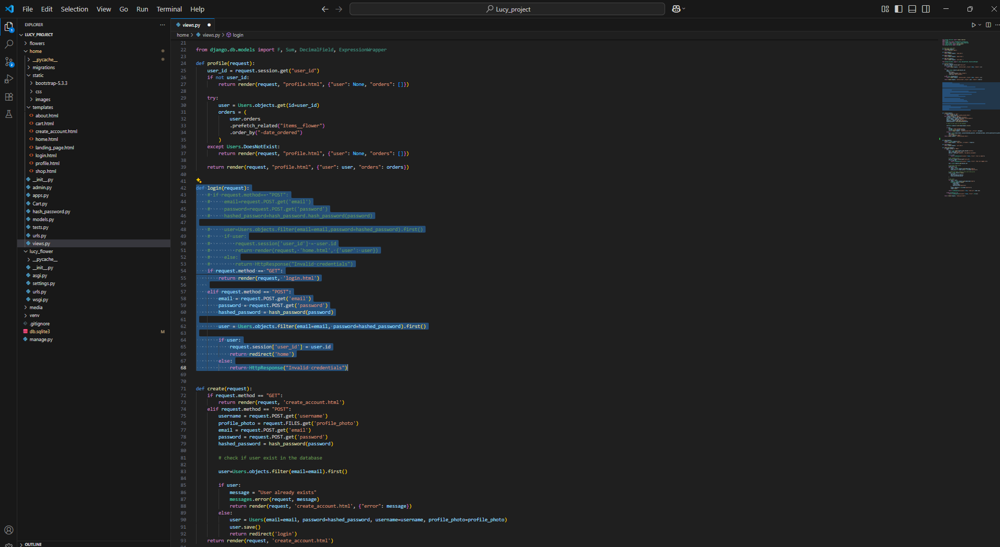 File Edit Selection View Go Run Terminal Help
Lucy_project
EXPLORER
LUCY_PROJECT
flowers
home
__pycache__
migrations
static
bootstrap-5.3.3
css
images
templates
about.html
cart.html
create_account.html
home.html
landing_page.html
login.html
profile.html
shop.html
__init__.py
admin.py
apps.py
Cart.py
hash_password.py
models.py
tests.py
urls.py
views.py
lucy_flower
__pycache__
__init__.py
asgi.py
settings.py
urls.py
wsgi.py
media
venv
.gitignore
db.sqlite3 M
manage.py
OUTLINE
views.py
home > views.py > login
21
22 from django.db.models import F, Sum, DecimalField, ExpressionWrapper
23
24 def profile(request):
25     user_id = request.session.get("user_id")
26     if not user_id:
27         return render(request, "profile.html", {"user": None, "orders": []})
28
29     try:
30         user = Users.objects.get(id=user_id)
31         orders = (
32             user.orders
33             .prefetch_related("items__flower")
34             .order_by("-date_ordered")
35         )
36     except Users.DoesNotExist:
37         return render(request, "profile.html", {"user": None, "orders": []})
38
39     return render(request, "profile.html", {"user": user, "orders": orders})
40
41
42 def login(request):
43     # if request.mothod== "POST":
44     #     email=request.POST.get('email')
45     #     password=request.POST.get('password')
46     #     hashed_password=hash_password.hash_password(password)
47
48     #     user=Users.objects.filter(email=email,password=hashed_password).first()
49     #     if user:
50     #         request.session['user_id'] = user.id
51     #         return render(request, 'home.html', {'user': user})
52     #     else:
53     #         return HttpResponse("Invalid credentials")
54     if request.method == "GET":
55         return render(request, 'login.html')
56
57     elif request.method == "POST":
58         email = request.POST.get('email')
59         password = request.POST.get('password')
60         hashed_password = hash_password(password)
61
62         user = Users.objects.filter(email=email, password=hashed_password).first()
63
64         if user:
65             request.session['user_id'] = user.id
66             return redirect('home')
67         else:
68             return HttpResponse("Invalid credentials")
69
70
71 def create(request):
72     if request.method == "GET":
73         return render(request, 'create_account.html')
74     elif request.method == "POST":
75         username = request.POST.get('username')
76         profile_photo = request.FILES.get('profile_photo')
77         email = request.POST.get('email')
78         password = request.POST.get('password')
79         hashed_password = hash_password(password)
80
81         # check if user exist in the database
82
83         user=Users.objects.filter(email=email).first()
84
85         if user:
86             message = "User already exists"
87             messages.error(request, message)
88             return render(request, 'create_account.html', {"error": message})
89         else:
90             user = Users(email=email, password=hashed_password, username=username, profile_photo=profile_photo)
91             user.save()
92             return redirect('login')
93     return render(request, 'create_account.html')